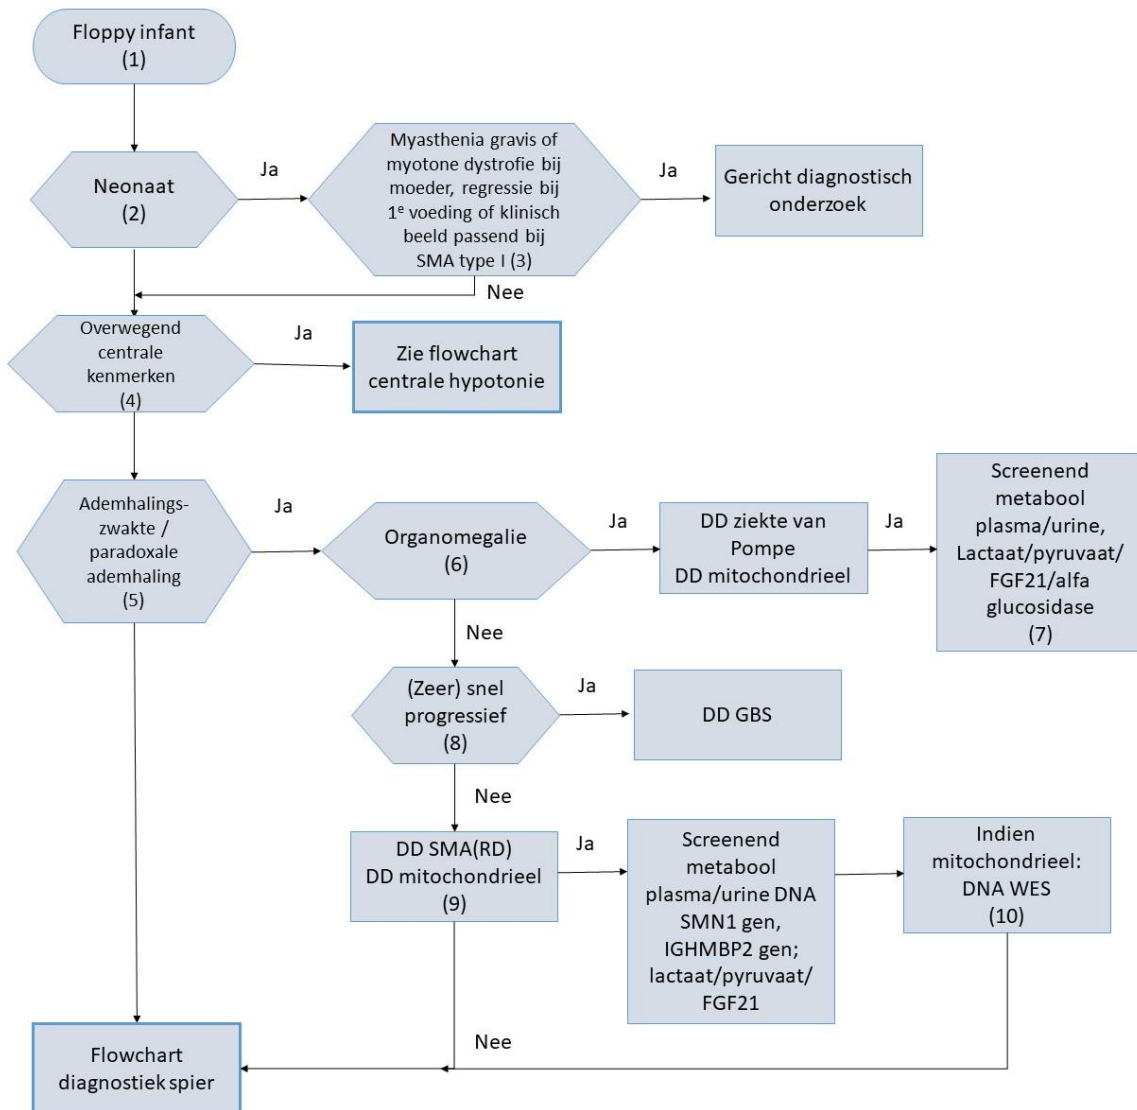 Floppy infant
(1)
Ja
Neonaat
(2)
Myasthenia gravis of
myotone dystrofie bij
moeder, regressie bij
1e voeding of klinisch
beeld passend bij
SMA type I (3)
Ja
Gericht diagnostisch
onderzoek
Nee
Overwegend
centrale
kenmerken
(4)
Ja
Zie flowchart
centrale hypotonie
Ademhalings-
zwakte /
paradoxale
ademhaling
(5)
Ja
Organomegalie
(6)
Ja
DD ziekte van
Pompe
DD mitochondrieel
Ja
Screenend
metabool
plasma/urine,
Lactaat/pyruvaat/
FGF21/alfa
glucosidase
(7)
Nee
(Zeer) snel
progressief
(8)
Ja
DD GBS
Nee
DD SMA(RD)
DD mitochondrieel
(9)
Ja
Screenend
metabool
plasma/urine DNA
SMN1 gen,
IGHMBP2 gen;
lactaat/pyruvaat/
FGF21
Indien
mitochondrieel:
DNA WES
(10)
Nee
Flowchart
diagnostiek spier